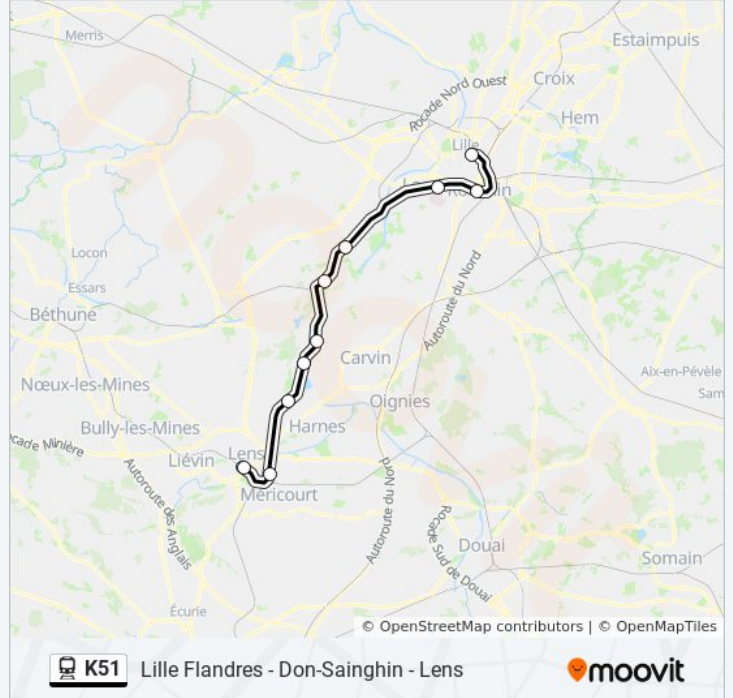 Merris
Estaimpuis
Croix
Rocade Nord Ouest
Hem
Lille
Locon
Essars
Autoroute du Nord
Béthune
Carvin
Aix-en-Pévèle
Nœux-les-Mines
Sam
Oignies
Bully-les-Mines
Harnes
cade Minière
Liévin
Lens
Méricourt
Autoroute des Anglais
Autoroute du Nord
Rocade Sud de Douai
Douai
Somain
Écurie
© OpenStreetMap contributors | © OpenMapTiles
K51 Lille Flandres - Don-Sainghin - Lens
moovit